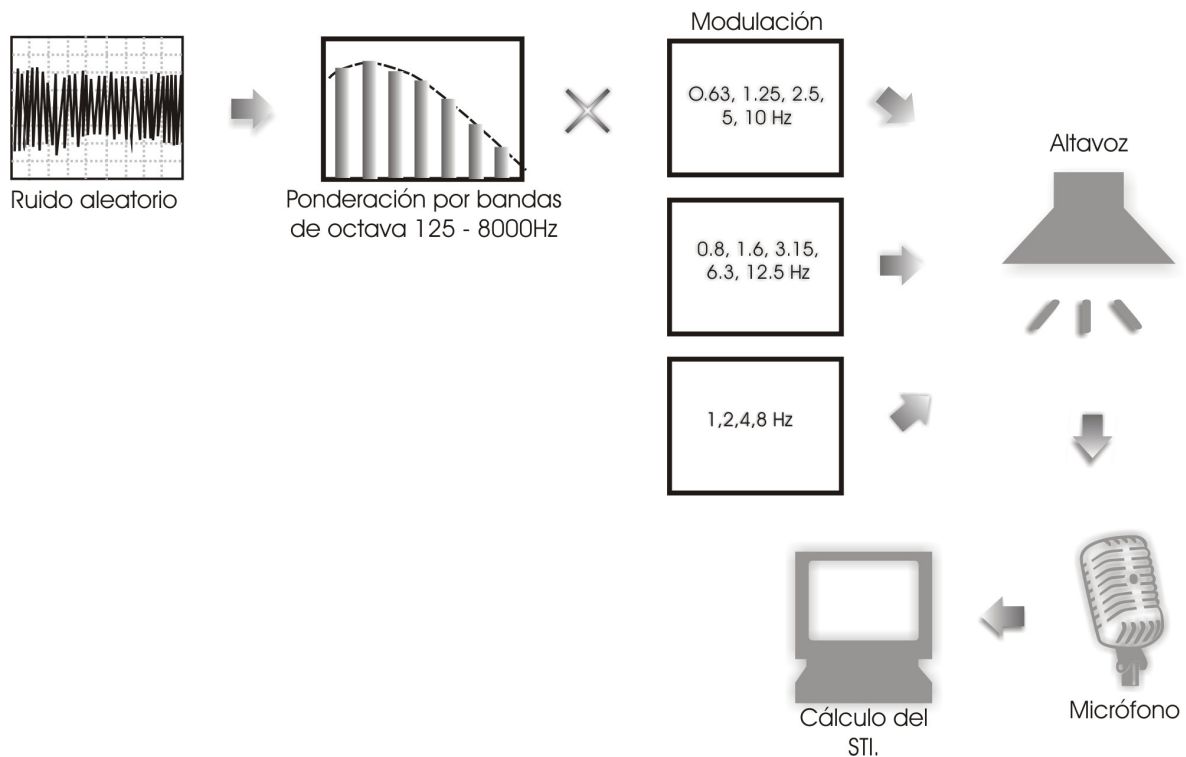 Modulación
Ruido aleatorio
Ponderación por bandas
de octava 125 - 8000Hz
0.63, 1.25, 2.5,
5, 10 Hz
0.8, 1.6, 3.15,
6.3, 12.5 Hz
1,2,4,8 Hz
Altavoz
Micrófono
Cálculo del
STI.